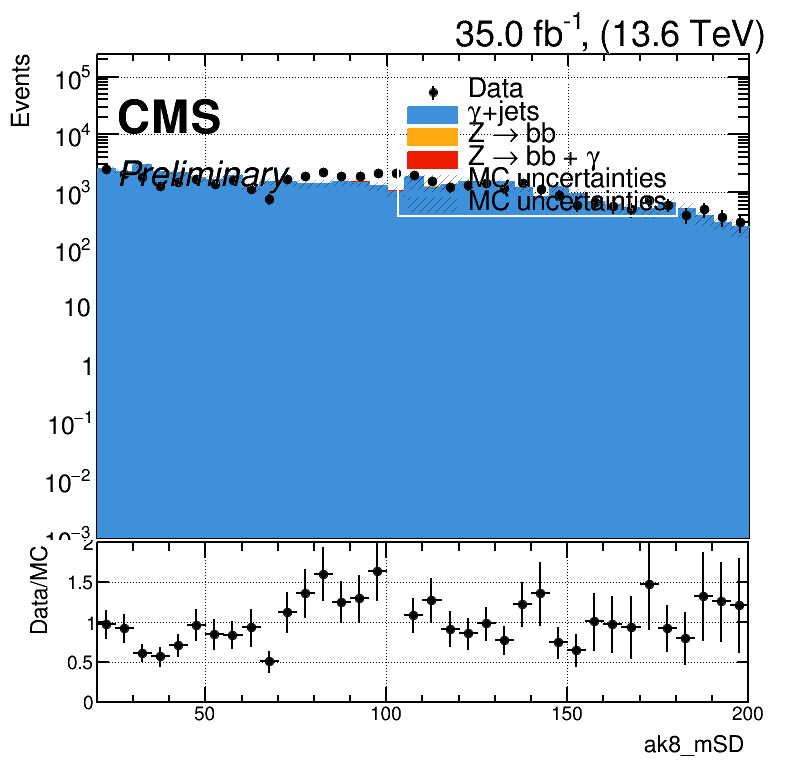 35.0 fb⁻¹, (13.6 TeV)
Events
10⁵
10⁴
10³
10²
10
1
10⁻¹
10⁻²
10⁻³
CMS
Preliminary
Data
γ+jets
Z → bb
Z → bb + γ
MC uncertainties
MC uncertainties
Data/MC
2
1.5
1
0.5
0
50
100
150
200
ak8_mSD